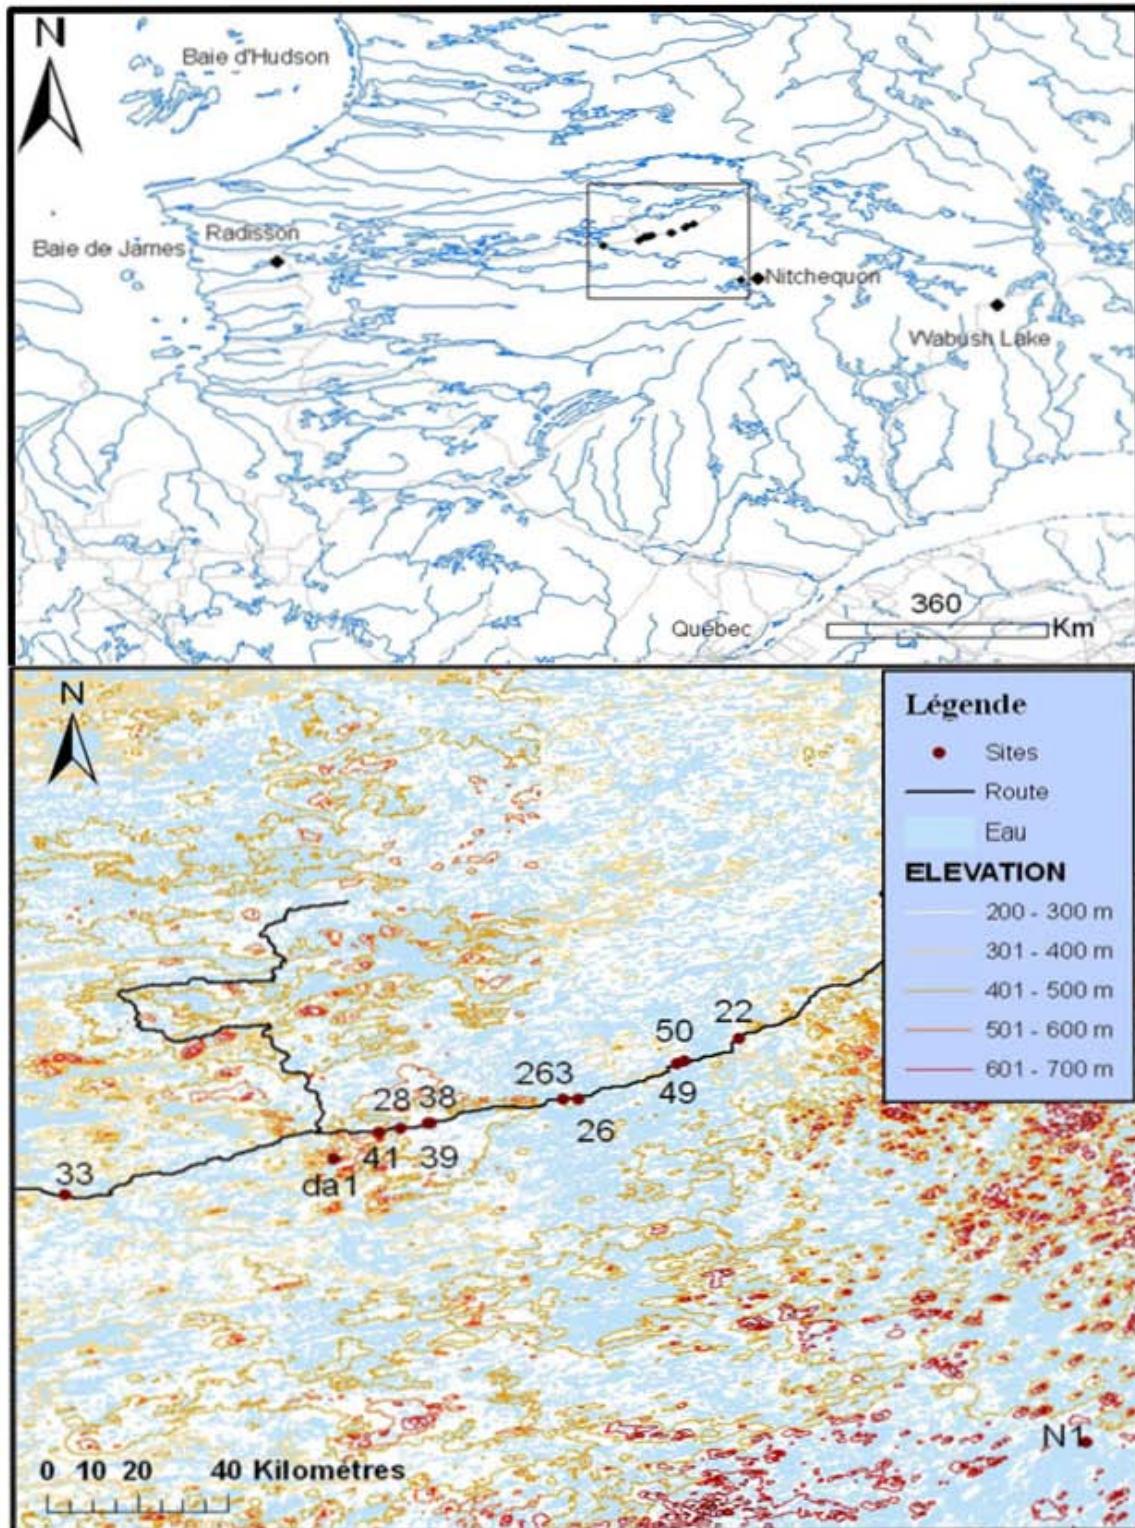 N
Baie d'Hudson
Radisson
Baie de James
Nitchequon
Wabush Lake
360
Québec
Km
N
Légende
Sites
Route
Eau
ELEVATION
200 - 300 m
301 - 400 m
401 - 500 m
501 - 600 m
601 - 700 m
22
50
263
49
28
38
26
41
39
33
da1
N1
0 10 20 40 Kilométres